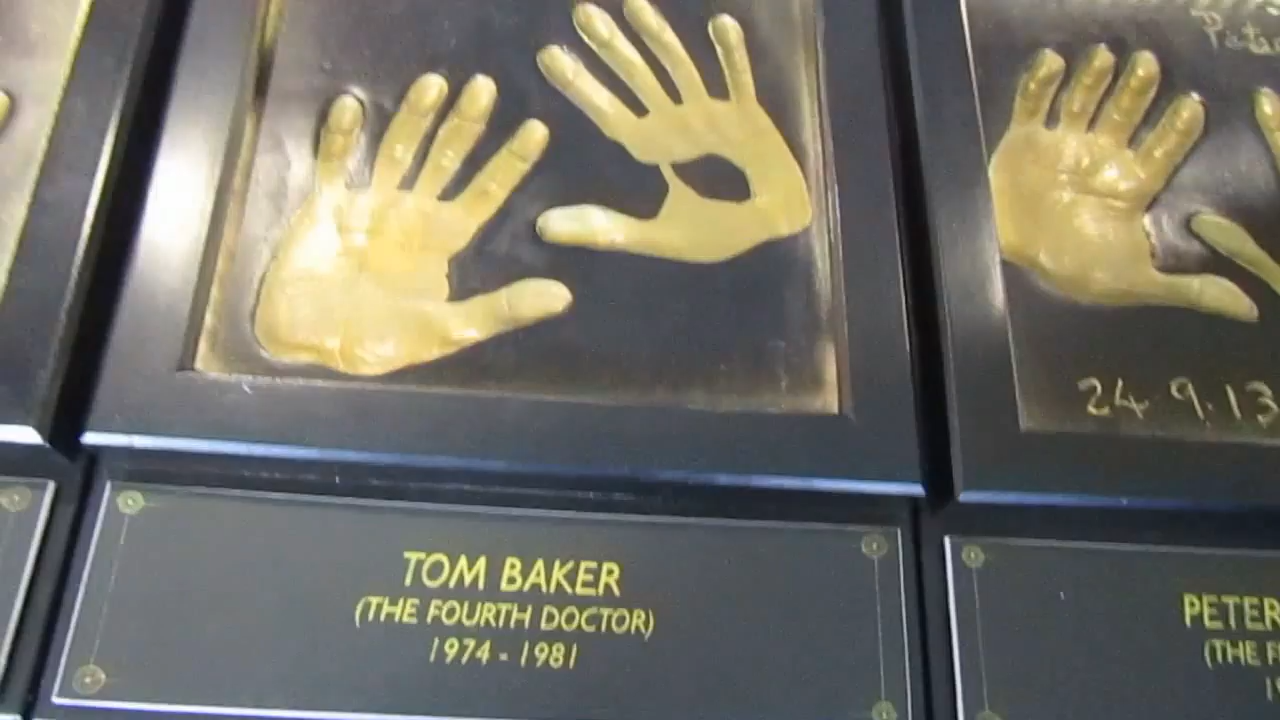 TOM BAKER
(THE FOURTH DOCTOR)
1974 - 1981
24 9.13
PETER
(THE